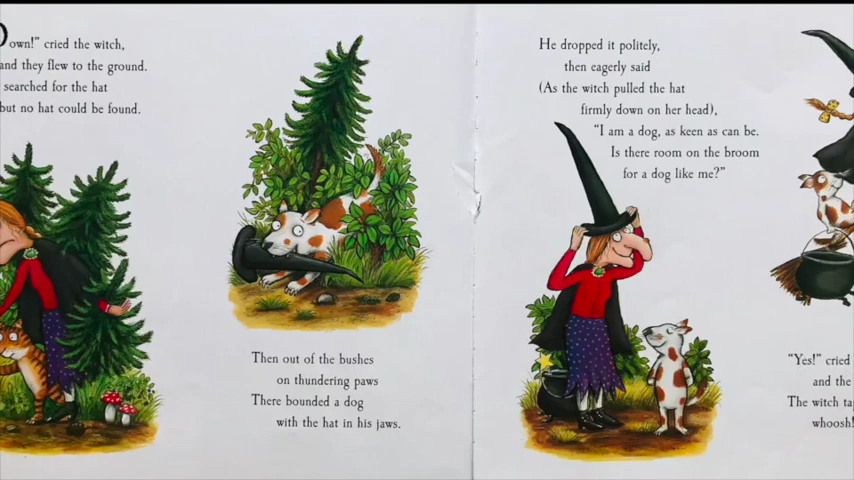 own!" cried the witch,
and they flew to the ground.
searched for the hat
but no hat could be found.
Then out of the bushes
on thundering paws
There bounded a dog
with the hat in his jaws.
He dropped it politely,
then eagerly said
(As the witch pulled the hat
firmly down on her head),
"I am a dog, as keen as can be.
Is there room on the broom
for a dog like me?"
"Yes!" cried
and the
The witch
whoosh!